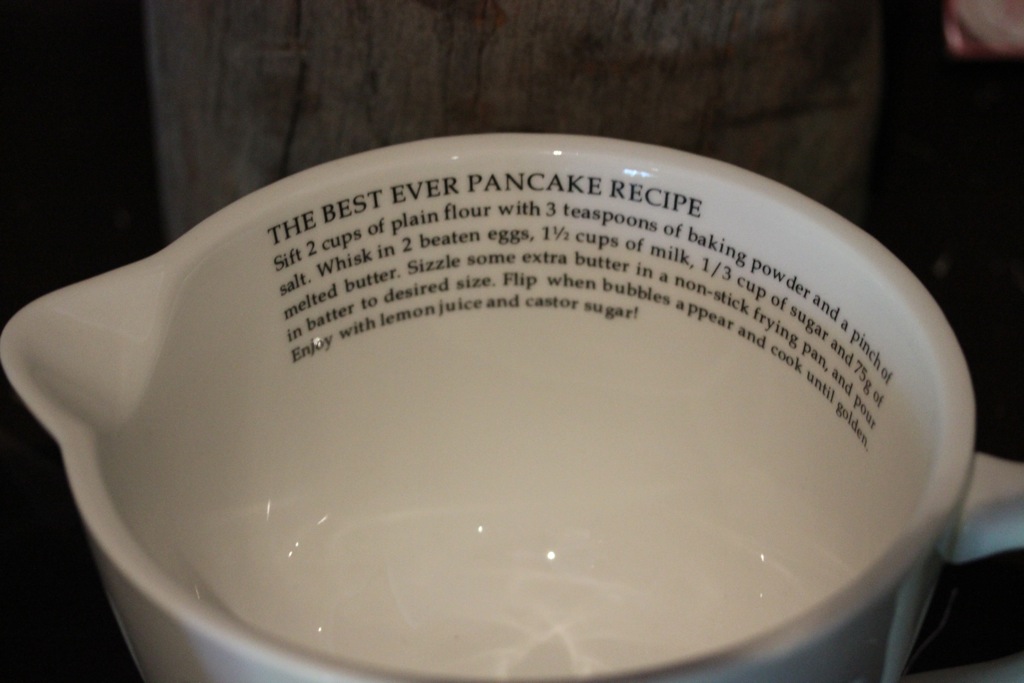 THE BEST EVER PANCAKE RECIPE
Sift 2 cups of plain flour with 3 teaspoons of baking powder and a pinch of
salt. Whisk in 2 beaten eggs, 1½ cups of milk, 1/3 cup of sugar and 75g of
melted butter. Sizzle some extra butter in a non-stick frying pan, and pour
in batter to desired size. Flip when bubbles appear and cook until golden.
Enjoy with lemon juice and castor sugar!